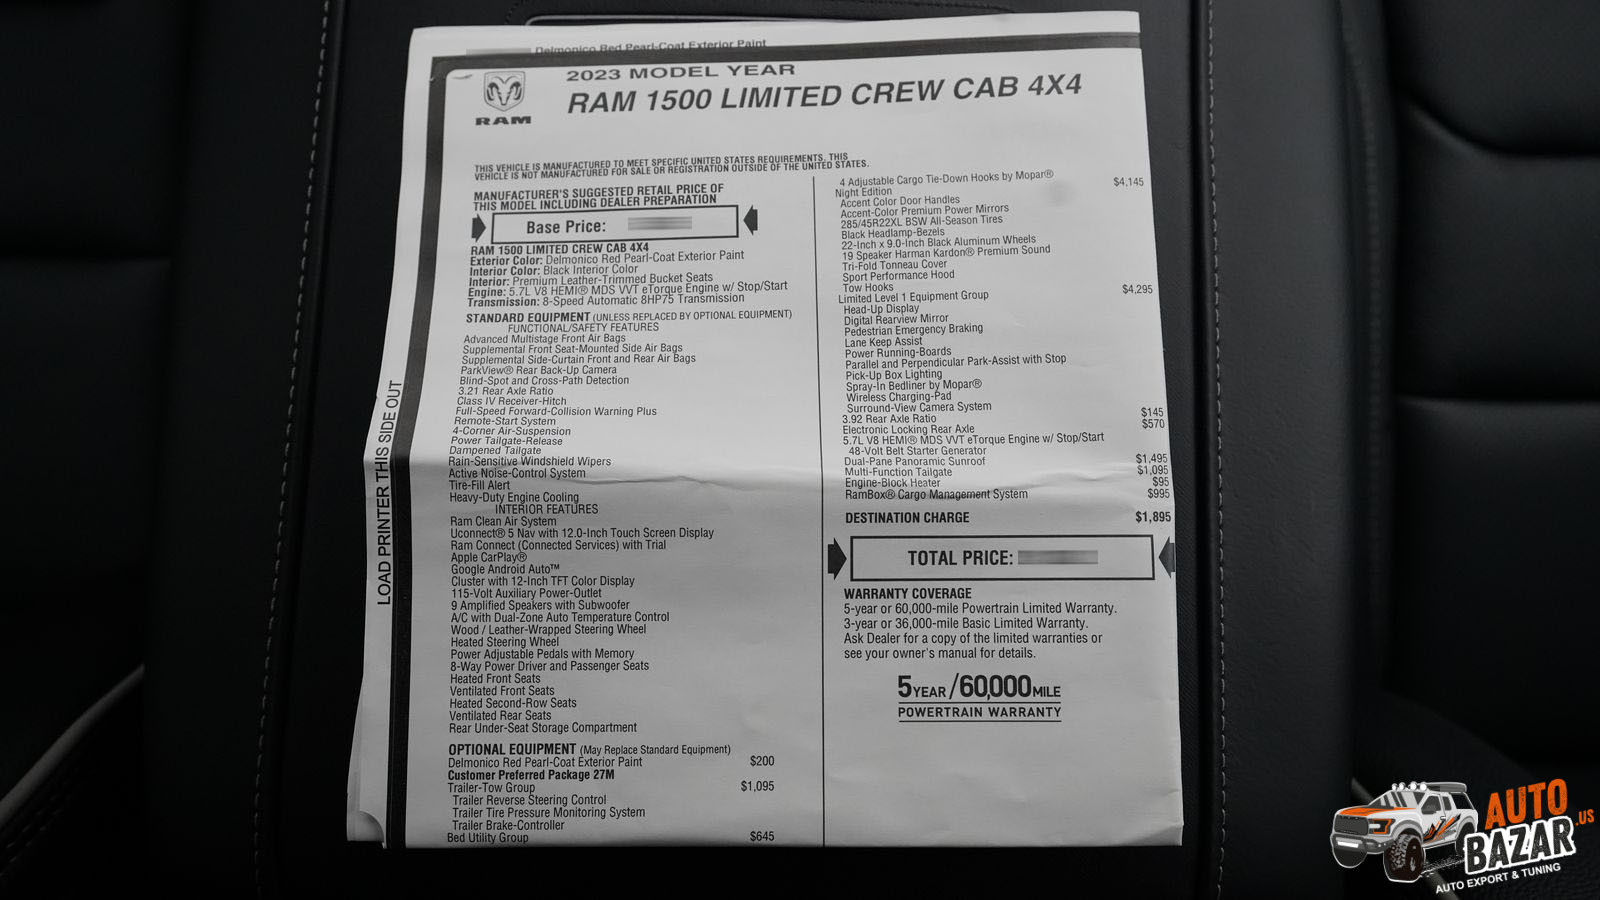 Delmonico Red Pearl-Coat Exterior Paint
2023 MODEL YEAR
RAM 1500 LIMITED CREW CAB 4X4
RAM
THIS VEHICLE IS MANUFACTURED TO MEET SPECIFIC UNITED STATES REQUIREMENTS. THIS
VEHICLE IS NOT MANUFACTURED FOR SALE OR REGISTRATION OUTSIDE OF THE UNITED STATES.
MANUFACTURER'S SUGGESTED RETAIL PRICE OF
THIS MODEL INCLUDING DEALER PREPARATION
Base Price:
RAM 1500 LIMITED CREW CAB 4X4
Exterior Color: Delmonico Red Pearl-Coat Exterior Paint
Interior Color: Black Interior Color
Interior: Premium Leather-Trimmed Bucket Seats
Engine: 5.7L V8 HEMI® MDS VVT eTorque Engine w/ Stop/Start
Transmission: 8-Speed Automatic 8HP75 Transmission
STANDARD EQUIPMENT (UNLESS REPLACED BY OPTIONAL EQUIPMENT)
FUNCTIONAL/SAFETY FEATURES
Advanced Multistage Front Air Bags
Supplemental Front Seat-Mounted Side Air Bags
Supplemental Side-Curtain Front and Rear Air Bags
ParkView® Rear Back-Up Camera
Blind-Spot and Cross-Path Detection
3.21 Rear Axle Ratio
Class IV Receiver-Hitch
Full-Speed Forward-Collision Warning Plus
Remote-Start System
4-Corner Air-Suspension
Power Tailgate-Release
Dampened Tailgate
Rain-Sensitive Windshield Wipers
Active Noise-Control System
Tire-Fill Alert
Heavy-Duty Engine Cooling
INTERIOR FEATURES
Ram Clean Air System
Uconnect® 5 Nav with 12.0-Inch Touch Screen Display
Ram Connect (Connected Services) with Trial
Apple CarPlay®
Google Android Auto™
Cluster with 12-Inch TFT Color Display
115-Volt Auxiliary Power-Outlet
9 Amplified Speakers with Subwoofer
A/C with Dual-Zone Auto Temperature Control
Wood / Leather-Wrapped Steering Wheel
Heated Steering Wheel
Power Adjustable Pedals with Memory
8-Way Power Driver and Passenger Seats
Heated Front Seats
Ventilated Front Seats
Heated Second-Row Seats
Ventilated Rear Seats
Rear Under-Seat Storage Compartment
OPTIONAL EQUIPMENT (May Replace Standard Equipment)
Delmonico Red Pearl-Coat Exterior Paint $200
Customer Preferred Package 27M
Trailer-Tow Group $1,095
Trailer Reverse Steering Control
Trailer Tire Pressure Monitoring System
Trailer Brake-Controller
Bed Utility Group $645
4 Adjustable Cargo Tie-Down Hooks by Mopar®
Night Edition $4,145
Accent Color Door Handles
Accent-Color Premium Power Mirrors
285/45R22XL BSW All-Season Tires
Black Headlamp-Bezels
22-Inch x 9.0-Inch Black Aluminum Wheels
19 Speaker Harman Kardon® Premium Sound
Tri-Fold Tonneau Cover
Sport Performance Hood
Tow Hooks
Limited Level 1 Equipment Group $4,295
Head-Up Display
Digital Rearview Mirror
Pedestrian Emergency Braking
Lane Keep Assist
Power Running-Boards
Parallel and Perpendicular Park-Assist with Stop
Pick-Up Box Lighting
Spray-In Bedliner by Mopar®
Wireless Charging-Pad
Surround-View Camera System
3.92 Rear Axle Ratio $145
Electronic Locking Rear Axle $570
5.7L V8 HEMI® MDS VVT eTorque Engine w/ Stop/Start
48-Volt Belt Starter Generator
Dual-Pane Panoramic Sunroof $1,495
Multi-Function Tailgate $1,095
Engine-Block Heater $95
RamBox® Cargo Management System $995
DESTINATION CHARGE $1,895
TOTAL PRICE:
WARRANTY COVERAGE
5-year or 60,000-mile Powertrain Limited Warranty.
3-year or 36,000-mile Basic Limited Warranty.
Ask Dealer for a copy of the limited warranties or
see your owner's manual for details.
5YEAR/60,000MILE
POWERTRAIN WARRANTY
LOAD PRINTER THIS SIDE OUT
AUTO
BAZAR.US
AUTO EXPORT & TUNING